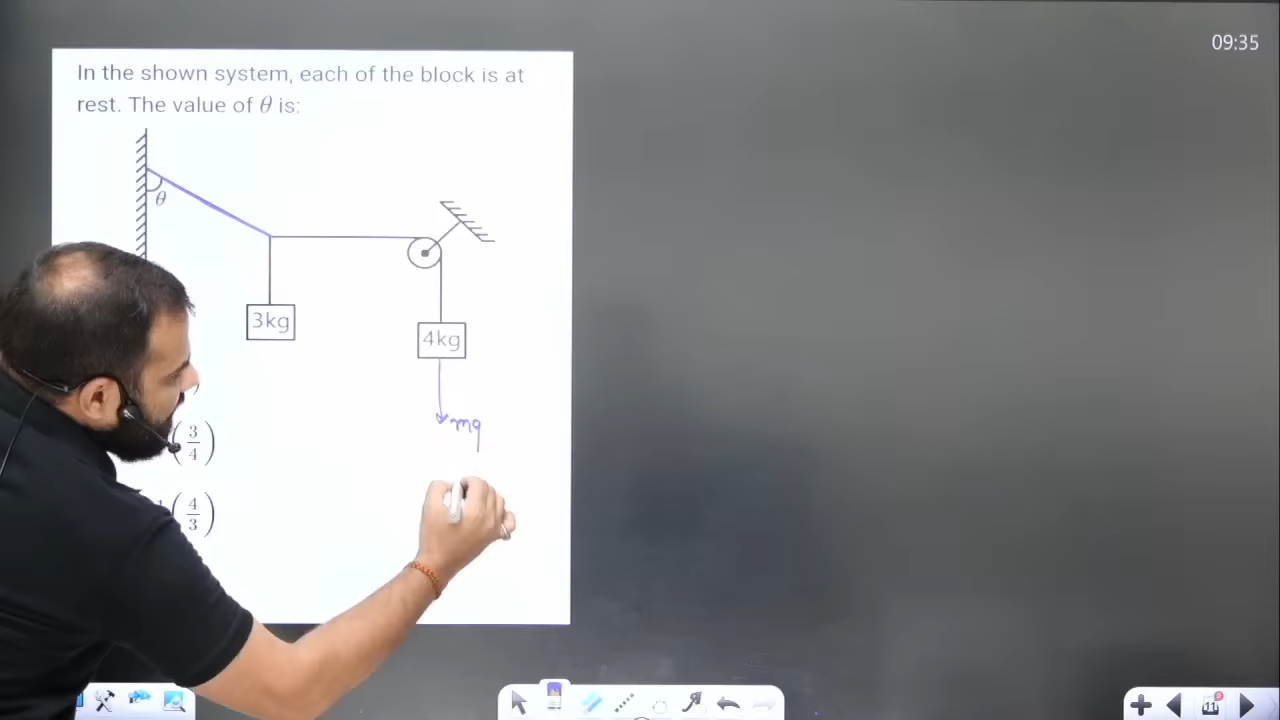 09:35
In the shown system, each of the block is at
rest. The value of θ is:
θ
3kg
4kg
mg
(3/4)
(4/3)
11